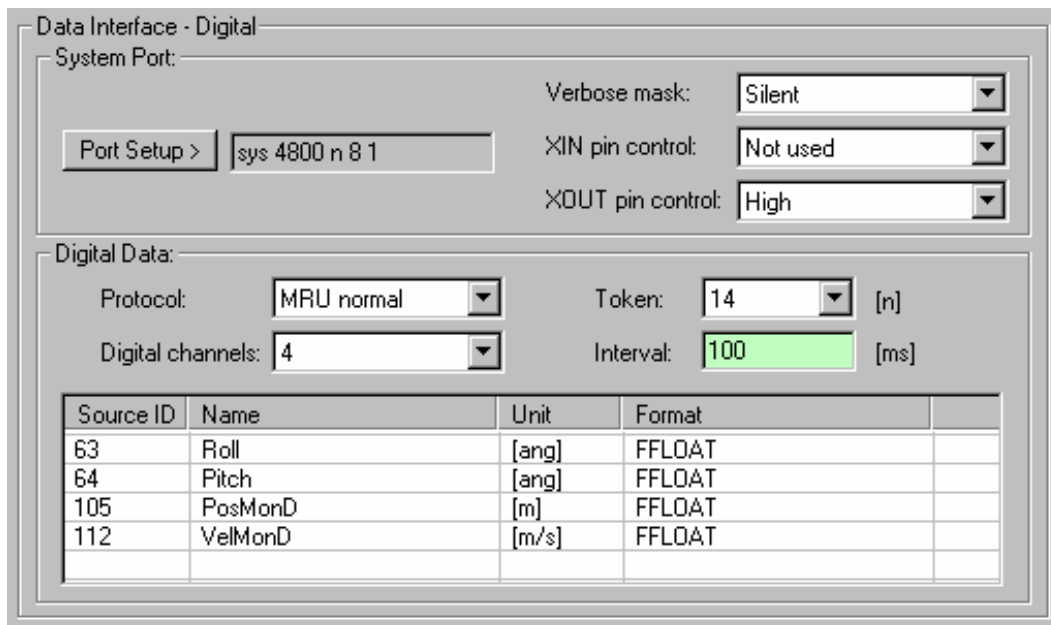 Data Interface - Digital
System Port:
Verbose mask: Silent
Port Setup > sys 4800 n 8 1
XIN pin control: Not used
XOUT pin control: High
Digital Data:
Protocol: MRU normal Token: 14 [n]
Digital channels: 4 Interval: 100 [ms]
Source ID Name Unit Format
63 Roll [ang] FFLOAT
64 Pitch [ang] FFLOAT
105 PosMonD [m] FFLOAT
112 VelMonD [m/s] FFLOAT